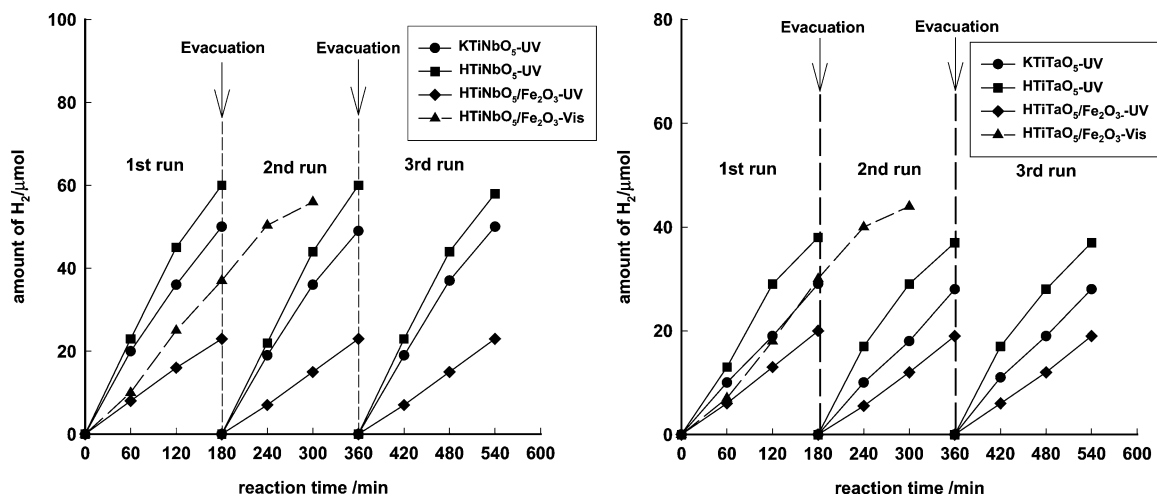 100
80
60
40
20
0
amount of H₂/μmol
Evacuation
Evacuation
KTiNbO₅-UV
HTiNbO₅-UV
HTiNbO₅/Fe₂O₃-UV
HTiNbO₅/Fe₂O₃-Vis
1st run
2nd run
3rd run
0 60 120 180 240 300 360 420 480 540 600
reaction time /min
80
60
40
20
0
amount of H₂/μmol
Evacuation
Evacuation
KTiTaO₅-UV
HTiTaO₅-UV
HTiTaO₅/Fe₂O₃-UV
HTiTaO₅/Fe₂O₃-Vis
1st run
2nd run
3rd run
0 60 120 180 240 300 360 420 480 540 600
reaction time /min